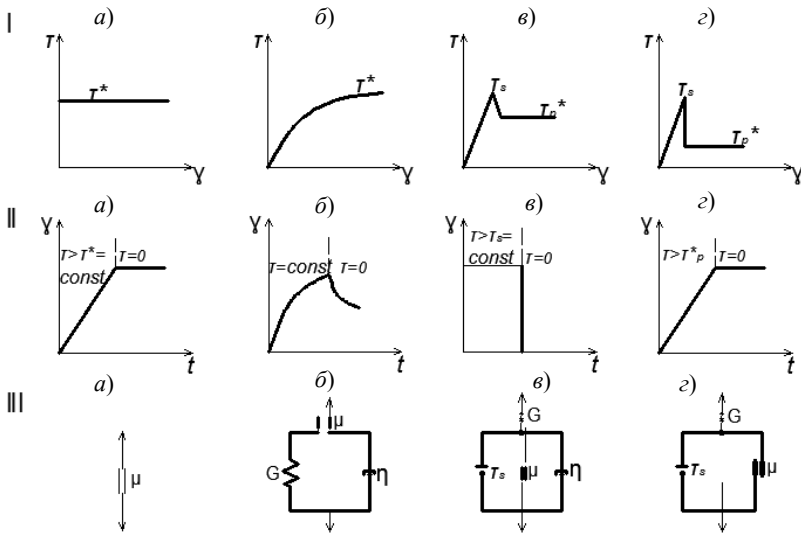 I
а) б) в) г)
τ τ τ τ
τ* τ* τs τp* τs τp*
γ γ γ γ
II
а) б) в) г)
γ γ γ γ
τ>τ*= const τ=0
τ=const τ=0
τ>τs= const τ=0
τ>τ*p τ=0
t t t t
III
а) б) в) г)
μ
μ G η
G τs μ η
G τs μ